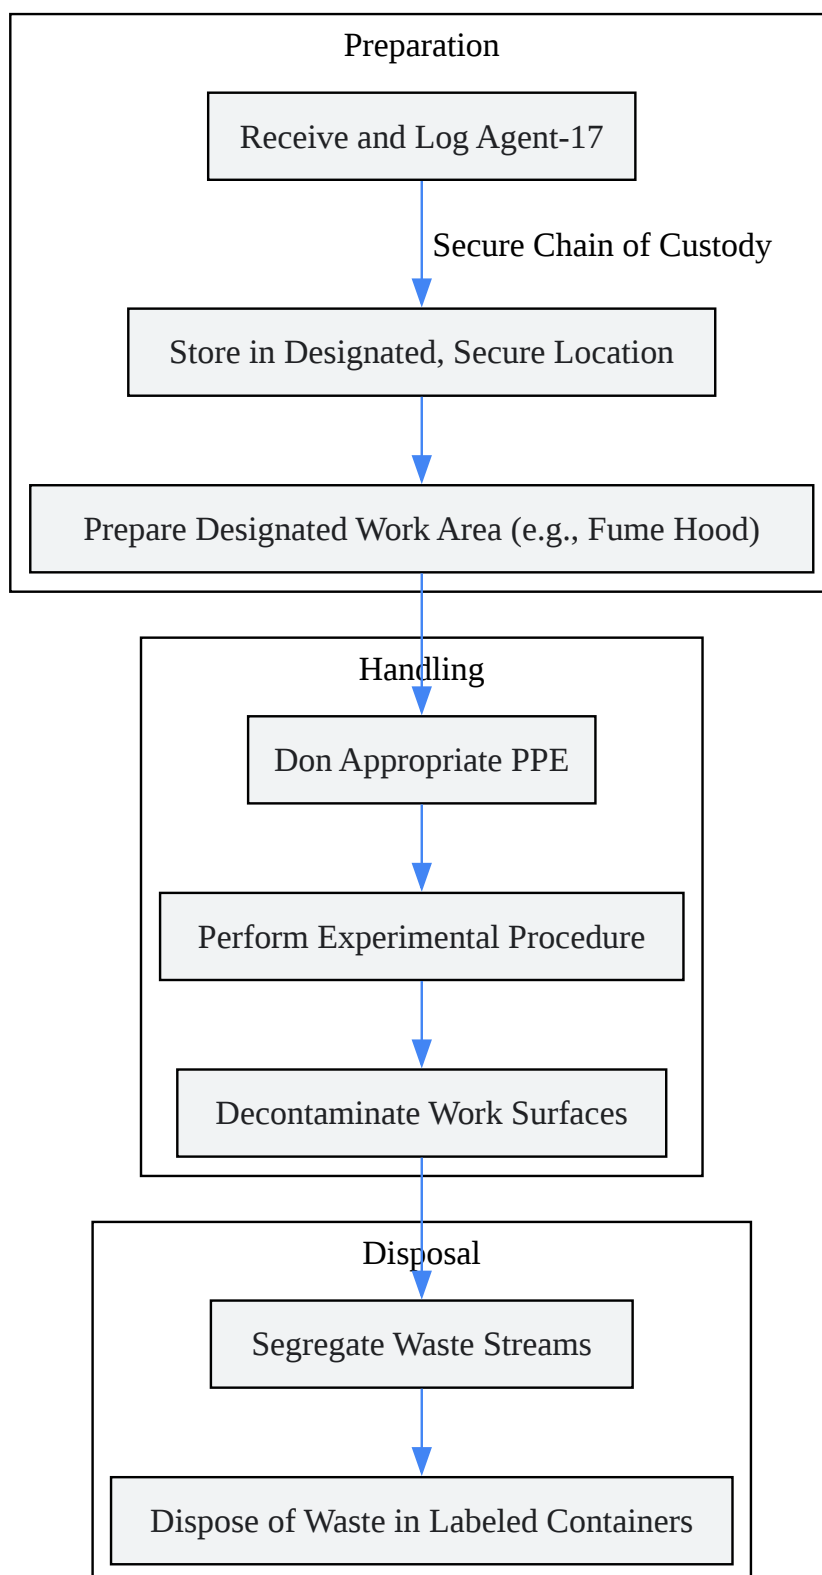 Preparation
Receive and Log Agent-17
Secure Chain of Custody
Store in Designated, Secure Location
Prepare Designated Work Area (e.g., Fume Hood)
Handling
Don Appropriate PPE
Perform Experimental Procedure
Decontaminate Work Surfaces
Disposal
Segregate Waste Streams
Dispose of Waste in Labeled Containers